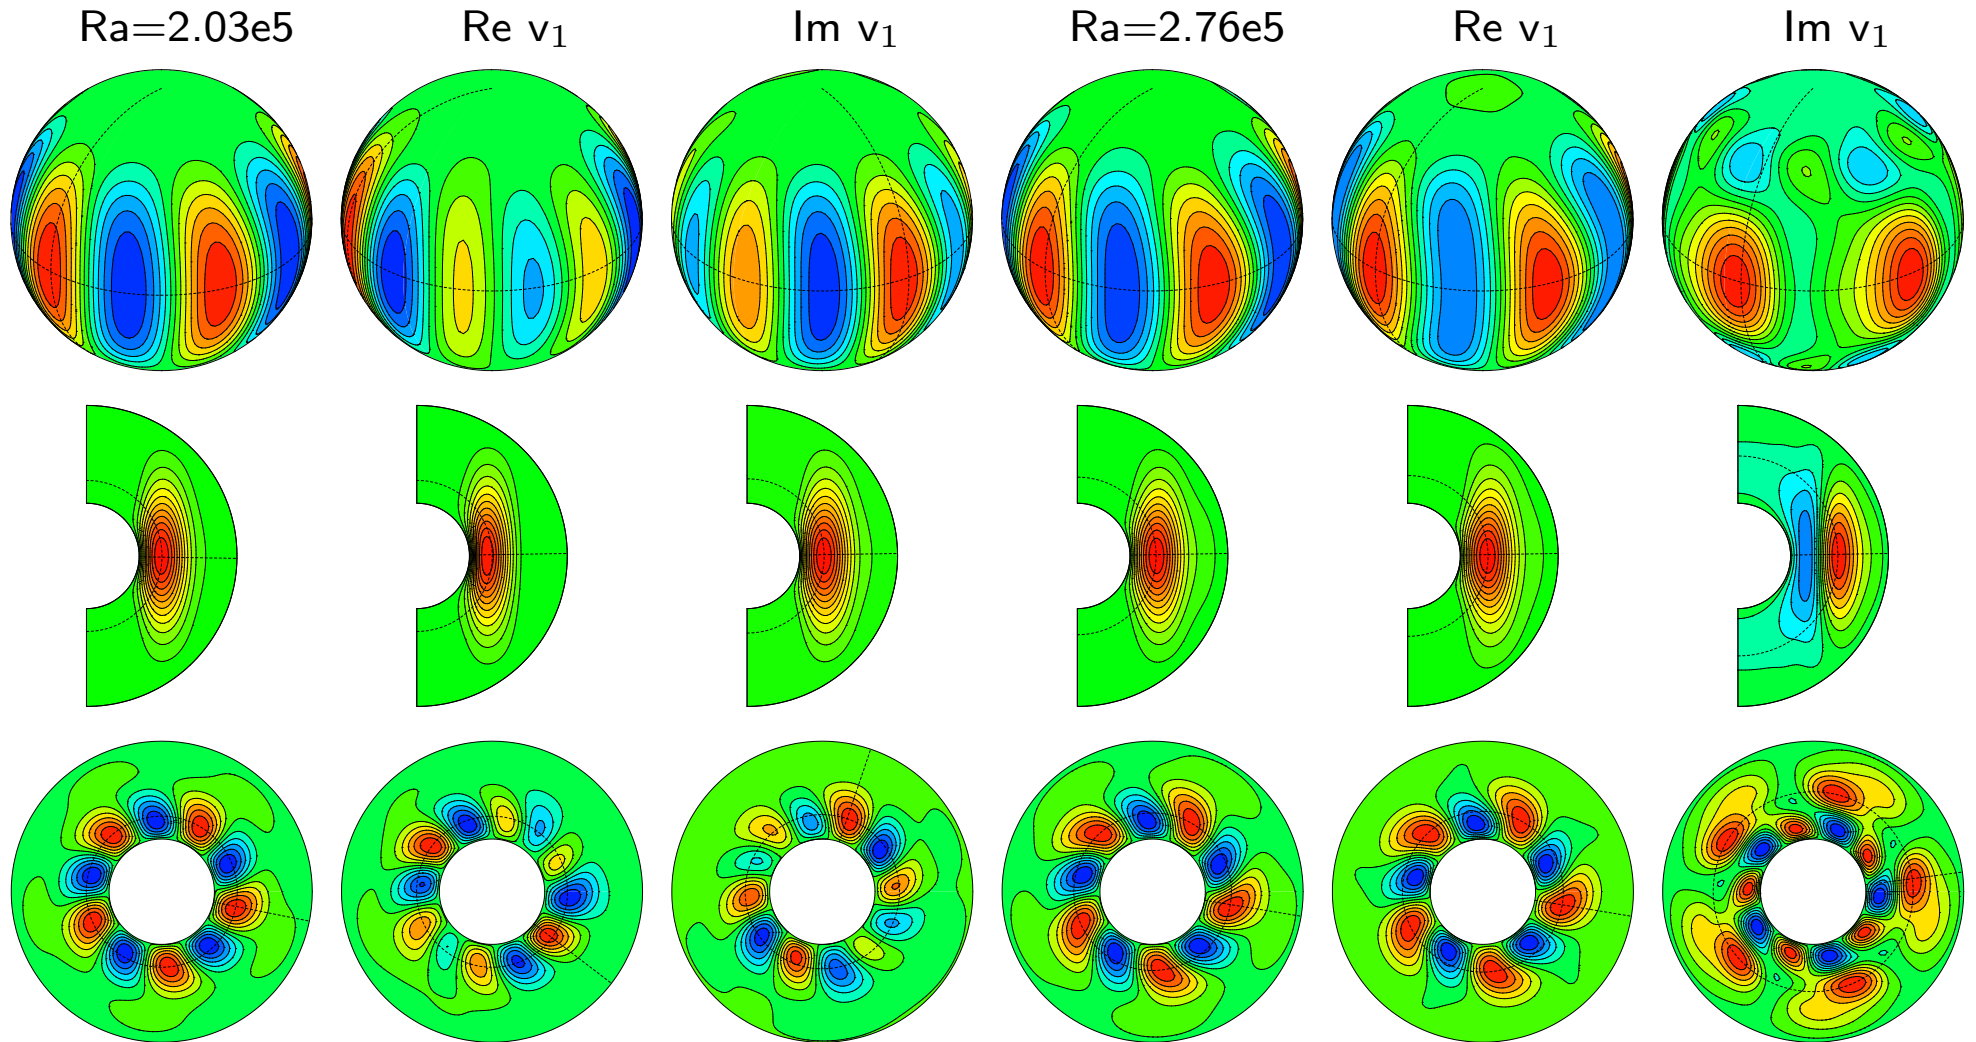 Ra=2.03e5 Re v₁ Im v₁ Ra=2.76e5 Re v₁ Im v₁